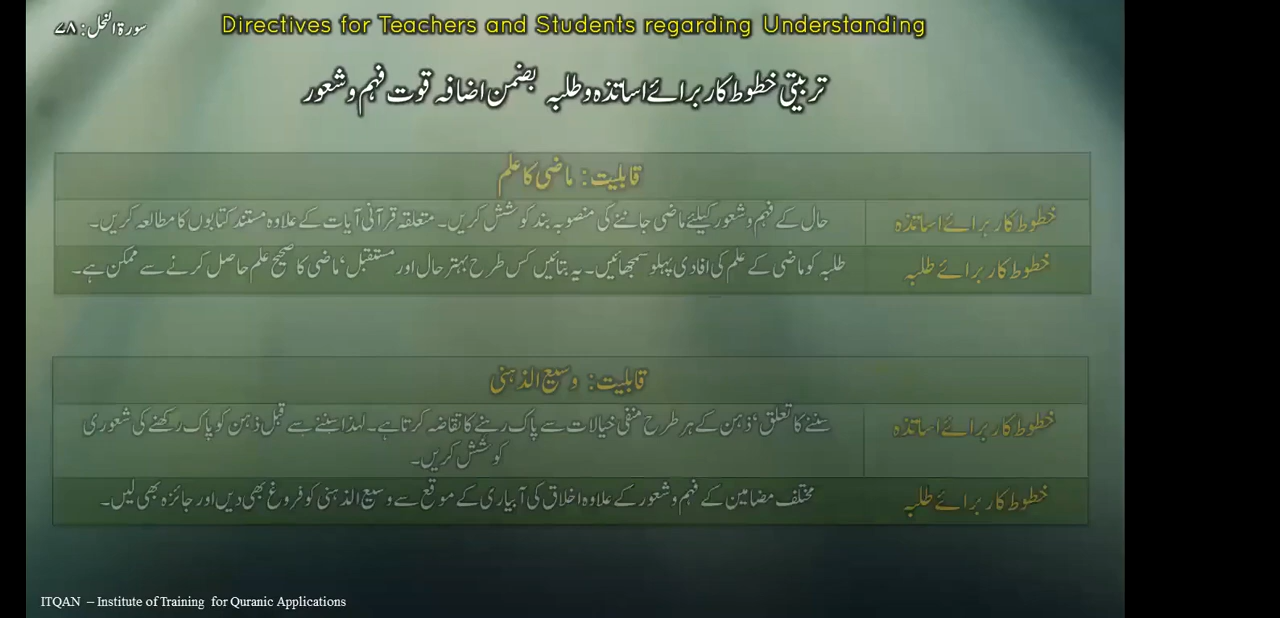 Directives for Teachers and Students regarding Understanding
سورۃ النحل: ۷۸
تربیتی خطوط کار برائے اساتذہ و طلبہ بضمن اضافہ قوت فہم و شعور
قابلیت: ماضی کا علم
خطوط کار برائے اساتذہ
حال کے فہم و شعور کیلئے ماضی جاننے کی منصوبہ بند کوشش کریں۔ متعلقہ قرآنی آیات کے علاوہ مستند کتابوں کا مطالعہ کریں۔
خطوط کار برائے طلبہ
طلبہ کو ماضی کے علم کی افادی پہلو سمجھائیں۔ یہ بتائیں کس طرح بہتر حال اور مستقبل، ماضی کا صحیح علم حاصل کرنے سے ممکن ہے۔
قابلیت: وسیع الذہنی
خطوط کار برائے اساتذہ
سننے کا تعلق، ذہن کے ہر طرح منفی خیالات سے پاک رہنے کا تقاضہ کرتا ہے۔ لہذا سننے سے قبل ذہن کو پاک رکھنے کی شعوری
کوشش کریں۔
خطوط کار برائے طلبہ
مختلف مضامین کے فہم و شعور کے علاوہ اخلاق کی آبیاری کے موقع سے وسیع الذہنی کو فروغ بھی دیں اور جائزہ بھی لیں۔
ITQAN – Institute of Training for Quranic Applications